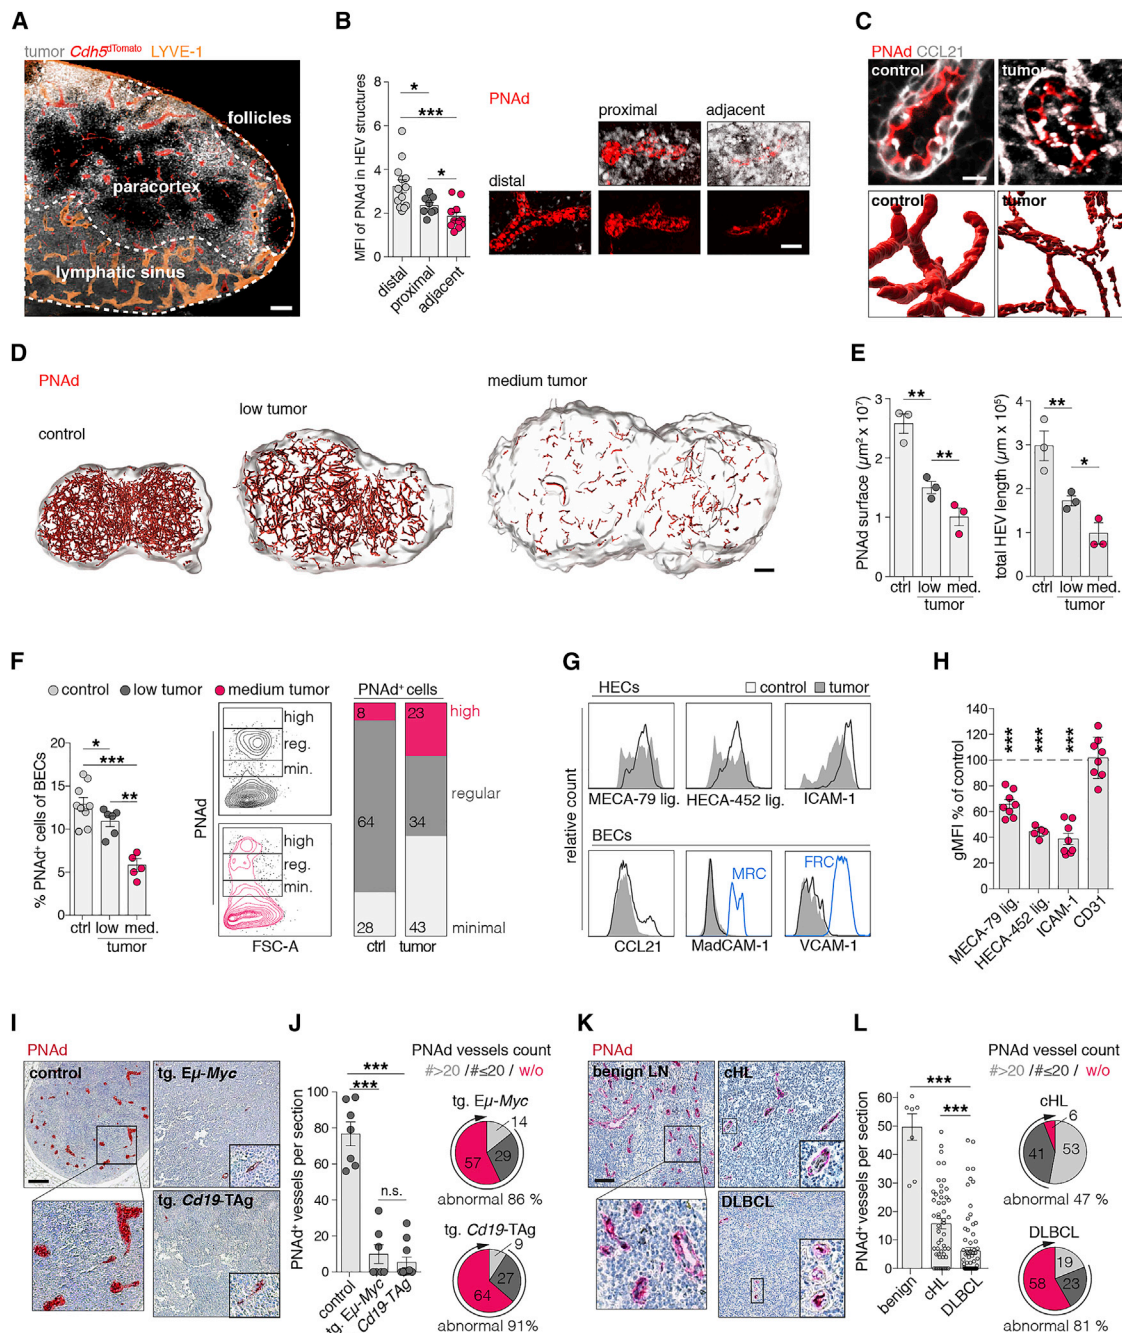 A
tumor Cdh5dTomato LYVE-1
follicles
paracortex
lymphatic sinus
B
MFI of PNAd in HEV structures
8
6
4
2
0
*
***
*
distal
proximal
adjacent
PNAd
proximal
adjacent
distal
C
PNAd CCL21
control
tumor
control
tumor
D
PNAd
control
low tumor
medium tumor
E
PNAd surface (µm² x 10⁷)
3
2
1
0
**
**
ctrl low med.
tumor
total HEV length (µm x 10⁵)
4
3
2
1
0
**
*
ctrl low med.
tumor
F
control low tumor medium tumor
% PNAd⁺ cells of BECs
20
15
10
5
0
*
***
**
ctrl low med.
tumor
PNAd
high
reg.
min.
high
reg.
min.
FSC-A
PNAd⁺ cells
8
23
high
64
34
regular
28
43
minimal
ctrl tumor
G
HECs
control tumor
relative count
MECA-79 lig.
HECA-452 lig.
ICAM-1
BECs
MRC
FRC
CCL21
MadCAM-1
VCAM-1
H
gMFI % of control
140
120
100
80
60
40
20
0
***
***
***
MECA-79 lig.
HECA-452 lig.
ICAM-1
CD31
I
PNAd
control
tg. Eµ-Myc
tg. Cd19-TAg
J
PNAd⁺ vessels per section
100
80
60
40
20
0
***
***
n.s.
control
tg. Eµ-Myc
Cd19-TAg
PNAd vessels count
#>20 / #≤20 / w/o
tg. Eµ-Myc
14
29
57
abnormal 86 %
tg. Cd19-TAg
9
27
64
abnormal 91%
K
PNAd
benign LN
cHL
DLBCL
L
PNAd⁺ vessels per section
60
50
40
30
20
10
0
***
***
benign
cHL
DLBCL
PNAd vessel count
#>20 / #≤20 / w/o
cHL
6
41
53
abnormal 47 %
DLBCL
19
58
23
abnormal 81 %